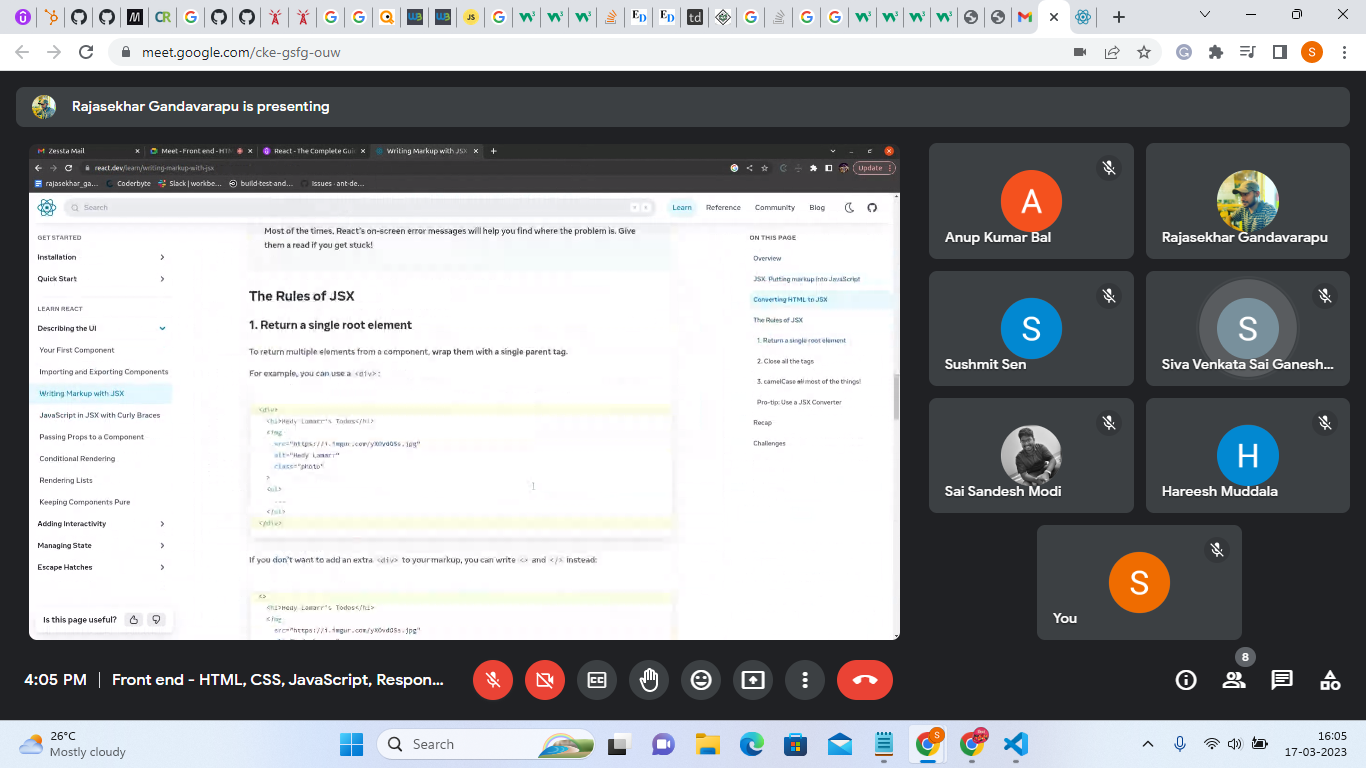 meet.google.com/cke-gsfg-ouw
S
Rajasekhar Gandavarapu is presenting
Zessta Mail
Meet - Front end - HTM
React - The Complete Gui
Writing Markup with JSX
react.dev/learn/writing-markup-with-jsx
Update
rajasekhar_ga...
Coderbyte
Slack | workbe...
build-test-and...
Issues · ant-de...
Search
Learn
Reference
Community
Blog
GET STARTED
Installation
Quick Start
LEARN REACT
Describing the UI
Your First Component
Importing and Exporting Components
Writing Markup with JSX
JavaScript in JSX with Curly Braces
Passing Props to a Component
Conditional Rendering
Rendering Lists
Keeping Components Pure
Adding Interactivity
Managing State
Escape Hatches
Is this page useful?
Most of the times, React's on-screen error messages will help you find where the problem is. Give
them a read if you get stuck!
The Rules of JSX
1. Return a single root element
To return multiple elements from a component, wrap them with a single parent tag.
For example, you can use a <div>:
<div>
<h1>Hedy Lamarr's Todos</h1>
<img
src="https://i.imgur.com/yXOvdOSs.jpg"
alt="Hedy Lamarr"
class="photo"
>
<ul>
...
</ul>
</div>
If you don't want to add an extra <div> to your markup, you can write <> and </> instead:
<>
<h1>Hedy Lamarr's Todos</h1>
<img
src="https://i.imgur.com/yXOvdOSs.jpg"
ON THIS PAGE
Overview
JSX: Putting markup into JavaScript
Converting HTML to JSX
The Rules of JSX
1. Return a single root element
2. Close all the tags
3. camelCase all most of the things!
Pro-tip: Use a JSX Converter
Recap
Challenges
A
Anup Kumar Bal
Rajasekhar Gandavarapu
S
Sushmit Sen
S
Siva Venkata Sai Ganesh...
Sai Sandesh Modi
H
Hareesh Muddala
S
You
4:05 PM
Front end - HTML, CSS, JavaScript, Respon...
8
26°C
Mostly cloudy
Search
S
16:05
17-03-2023